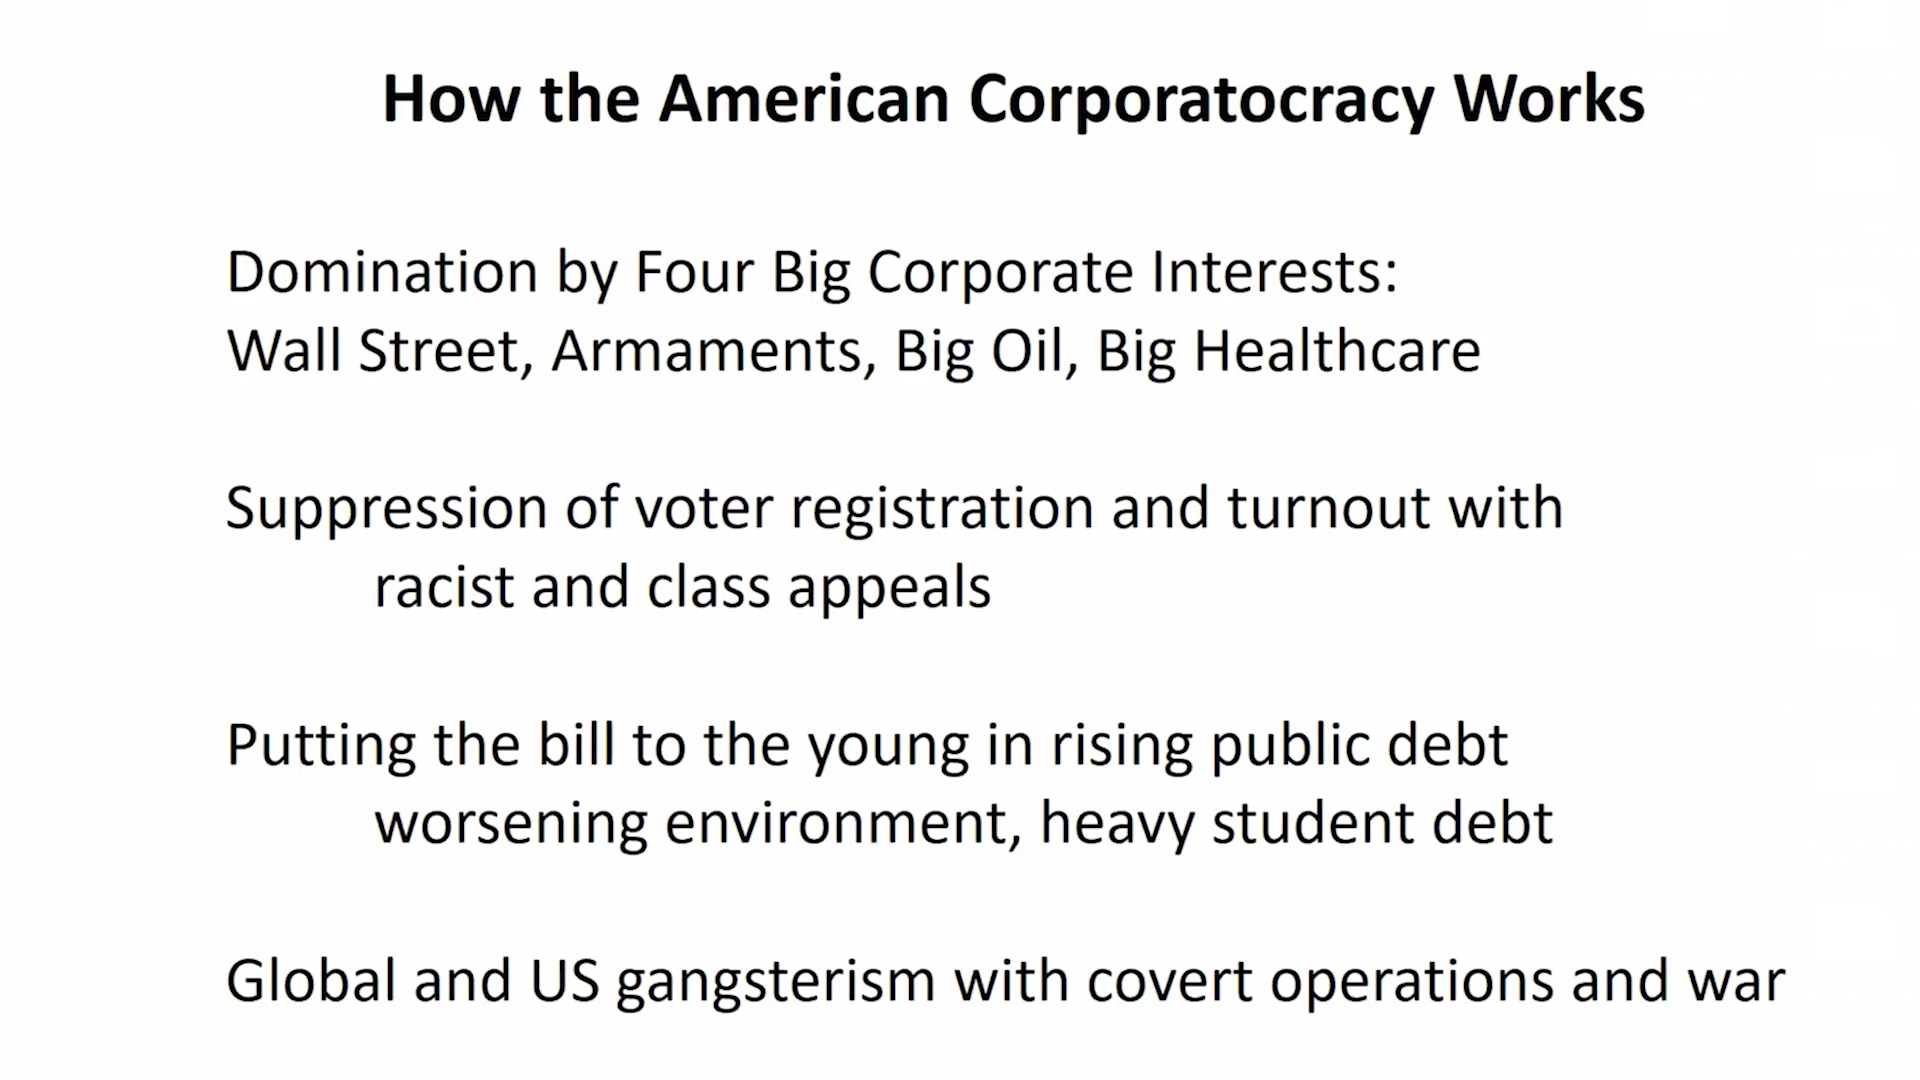 How the American Corporatocracy Works
Domination by Four Big Corporate Interests:
Wall Street, Armaments, Big Oil, Big Healthcare
Suppression of voter registration and turnout with
racist and class appeals
Putting the bill to the young in rising public debt
worsening environment, heavy student debt
Global and US gangsterism with covert operations and war